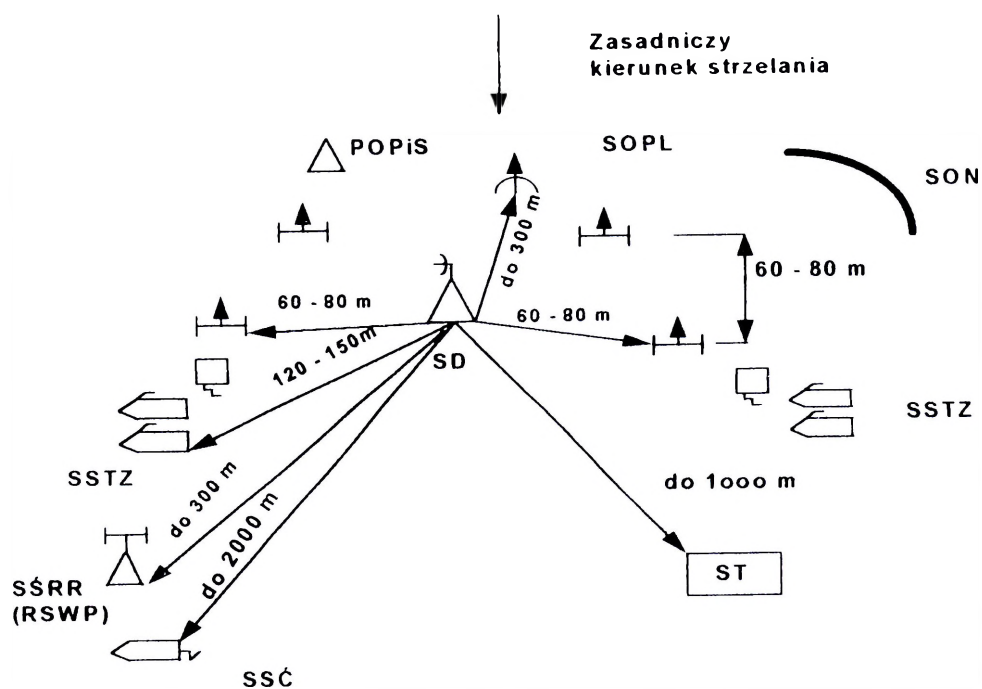 Zasadniczy
kierunek strzelania
POPiS
SOPL
SON
do 300 m
60 - 80 m
60 - 80 m
60 - 80 m
120 - 150m
SD
SSTZ
SSTZ
do 300 m
do 1ooo m
do 2000 m
ST
SŚRR
(RSWP)
SSĆ